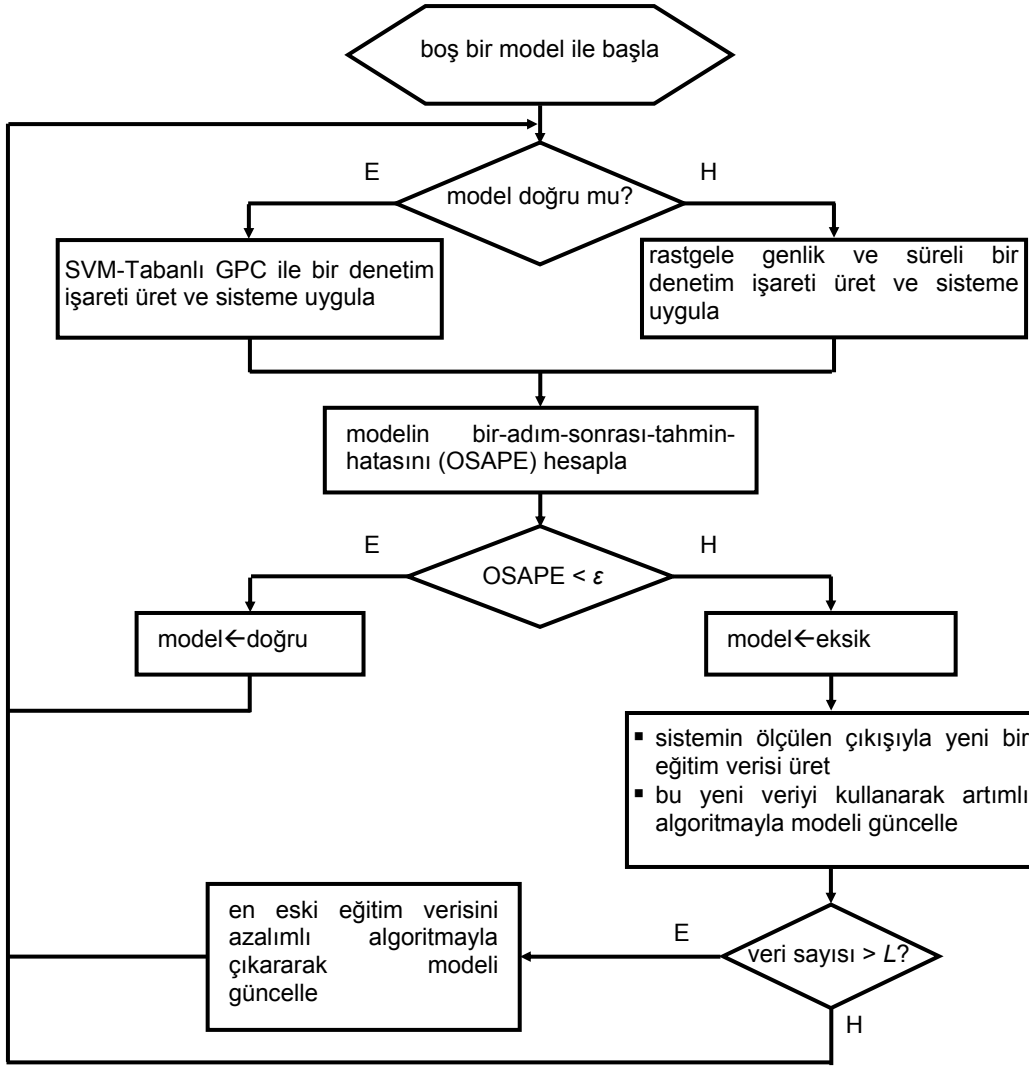 boş bir model ile başla
E
H
model doğru mu?
SVM-Tabanlı GPC ile bir denetim
işareti üret ve sisteme uygula
rastgele genlik ve süreli bir
denetim işareti üret ve sisteme
uygula
modelin bir-adım-sonrası-tahmin-
hatasını (OSAPE) hesapla
E
H
OSAPE < ε
model←doğru
model←eksik
▪ sistemin ölçülen çıkışıyla yeni bir
eğitim verisi üret
▪ bu yeni veriyi kullanarak artımlı
algoritmayla modeli güncelle
en eski eğitim verisini
azalımlı algoritmayla
çıkararak modeli
güncelle
E
veri sayısı > L?
H